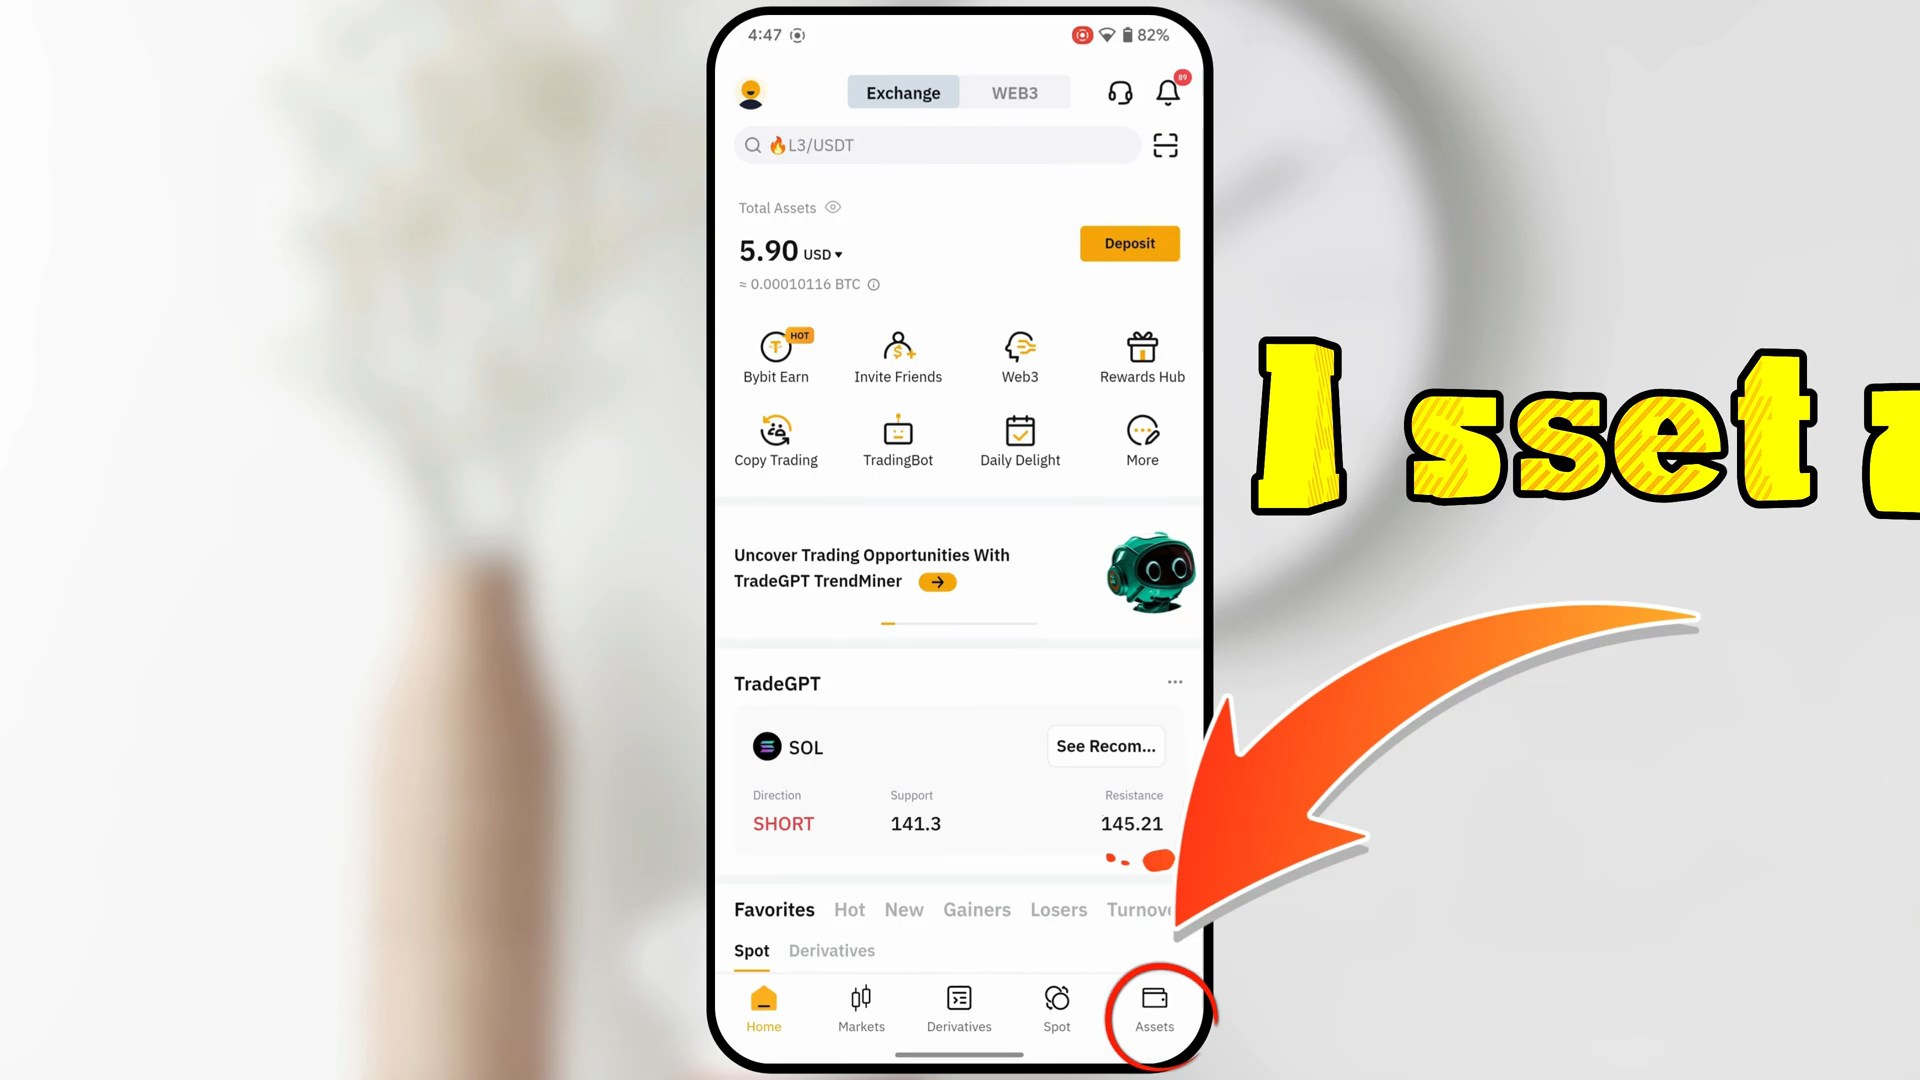 4:47
82%
Exchange WEB3
89
L3/USDT
Total Assets
5.90 USD
Deposit
≈ 0.00010116 BTC
HOT
Bybit Earn Invite Friends Web3 Rewards Hub
Copy Trading TradingBot Daily Delight More
Uncover Trading Opportunities With
TradeGPT TrendMiner
TradeGPT
SOL
See Recom...
Direction Support Resistance
SHORT 141.3 145.21
Favorites Hot New Gainers Losers
Spot Derivatives
Home Markets Derivatives Spot Assets
I sset